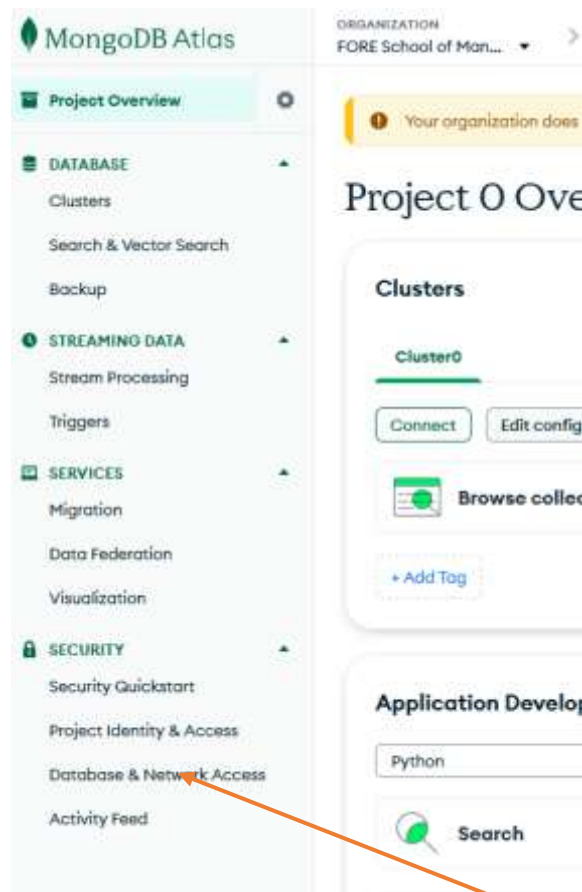 MongoDB Atlas
ORGANIZATION
FORE School of Man...
Project Overview
Your organization does
DATABASE
Clusters
Search & Vector Search
Backup
STREAMING DATA
Stream Processing
Triggers
SERVICES
Migration
Data Federation
Visualization
SECURITY
Security Quickstart
Project Identity & Access
Database & Network Access
Activity Feed
Project 0 Ove
Clusters
Cluster0
Connect
Edit config
Browse collec
+ Add Tag
Application Develop
Python
Search